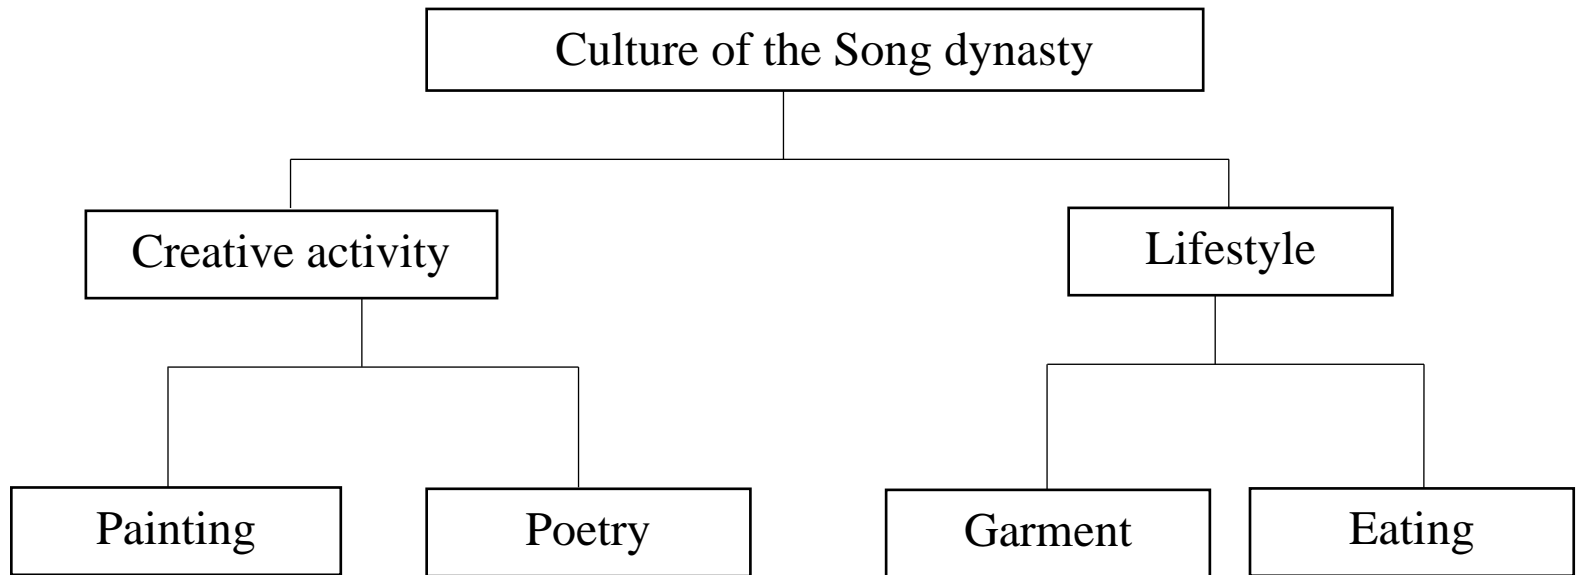 Culture of the Song dynasty
Creative activity
Lifestyle
Painting
Poetry
Garment
Eating